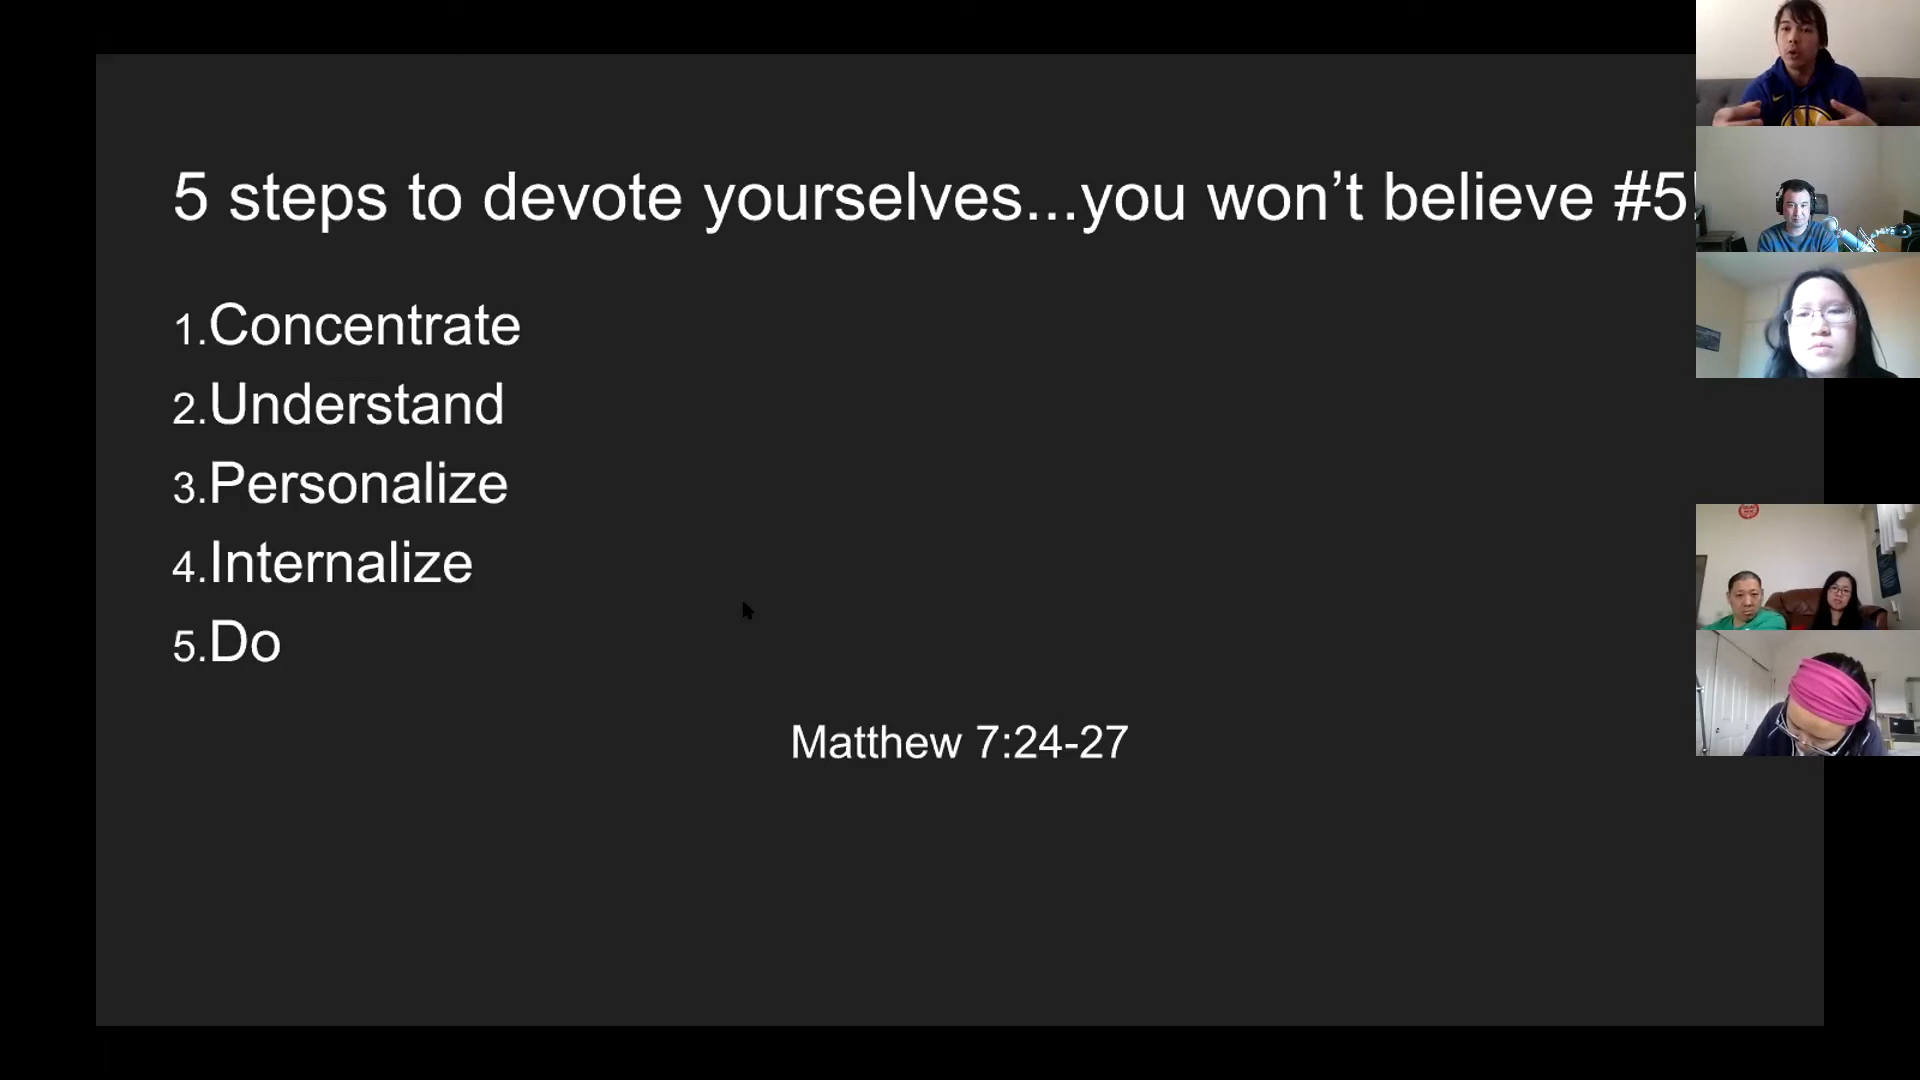 5 steps to devote yourselves...you won’t believe #5!
1.Concentrate
2.Understand
3.Personalize
4.Internalize
5.Do
Matthew 7:24-27